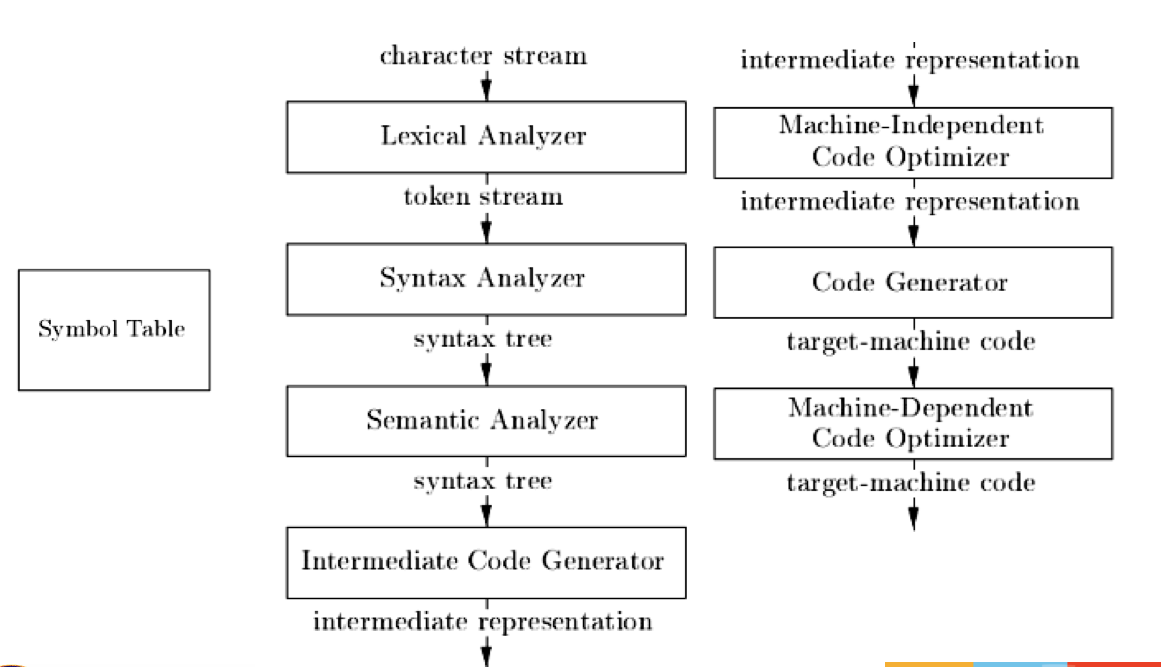 Symbol Table
character stream
Lexical Analyzer
token stream
Syntax Analyzer
syntax tree
Semantic Analyzer
syntax tree
Intermediate Code Generator
intermediate representation
intermediate representation
Machine-Independent
Code Optimizer
intermediate representation
Code Generator
target-machine code
Machine-Dependent
Code Optimizer
target-machine code